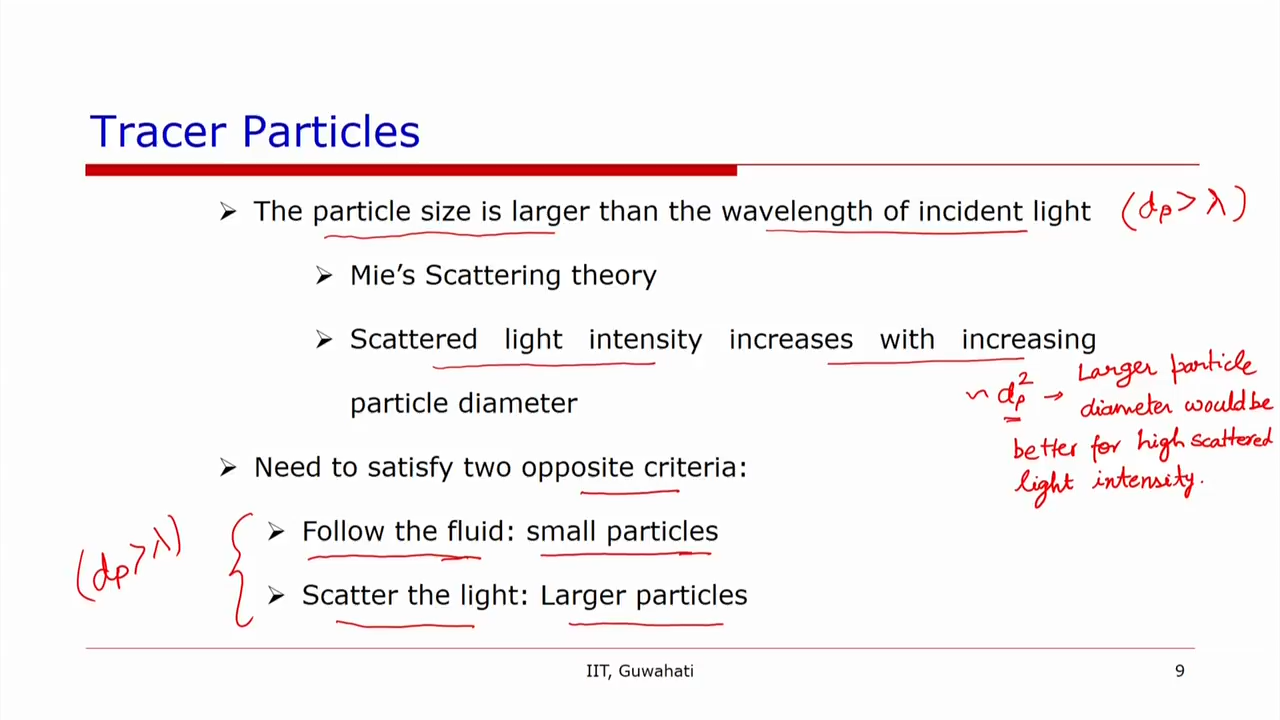 Tracer Particles
➢ The particle size is larger than the wavelength of incident light (dp > λ)
➢ Mie's Scattering theory
➢ Scattered light intensity increases with increasing
particle diameter
~ dp² → Larger particle
diameter would be
better for high scattered
light intensity.
➢ Need to satisfy two opposite criteria:
(dp > λ)
➢ Follow the fluid: small particles
➢ Scatter the light: Larger particles
IIT, Guwahati 9